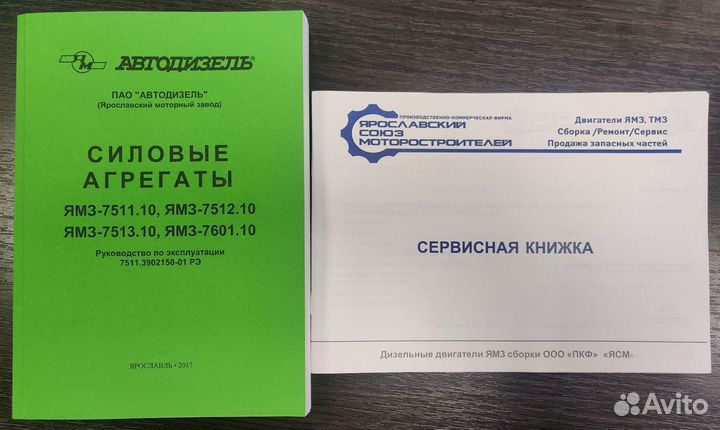 ЯМ АВТОДИЗЕЛЬ®
ПАО "АВТОДИЗЕЛЬ"
(Ярославский моторный завод)
СИЛОВЫЕ
АГРЕГАТЫ
ЯМЗ-7511.10, ЯМЗ-7512.10
ЯМЗ-7513.10, ЯМЗ-7601.10
Руководство по эксплуатации
7511.3902150-01 РЭ
ЯРОСЛАВЛЬ • 2017
ПРОИЗВОДСТВЕННО-КОММЕРЧЕСКАЯ ФИРМА
ЯРОСЛАВСКИЙ
СОЮЗ
МОТОРОСТРОИТЕЛЕЙ
Двигатели ЯМЗ, ТМЗ
Сборка /Ремонт/Сервис
Продажа запасных частей
СЕРВИСНАЯ КНИЖКА
Дизельные двигатели ЯМЗ сборки ООО «ПКФ» «ЯСМ»
Avito